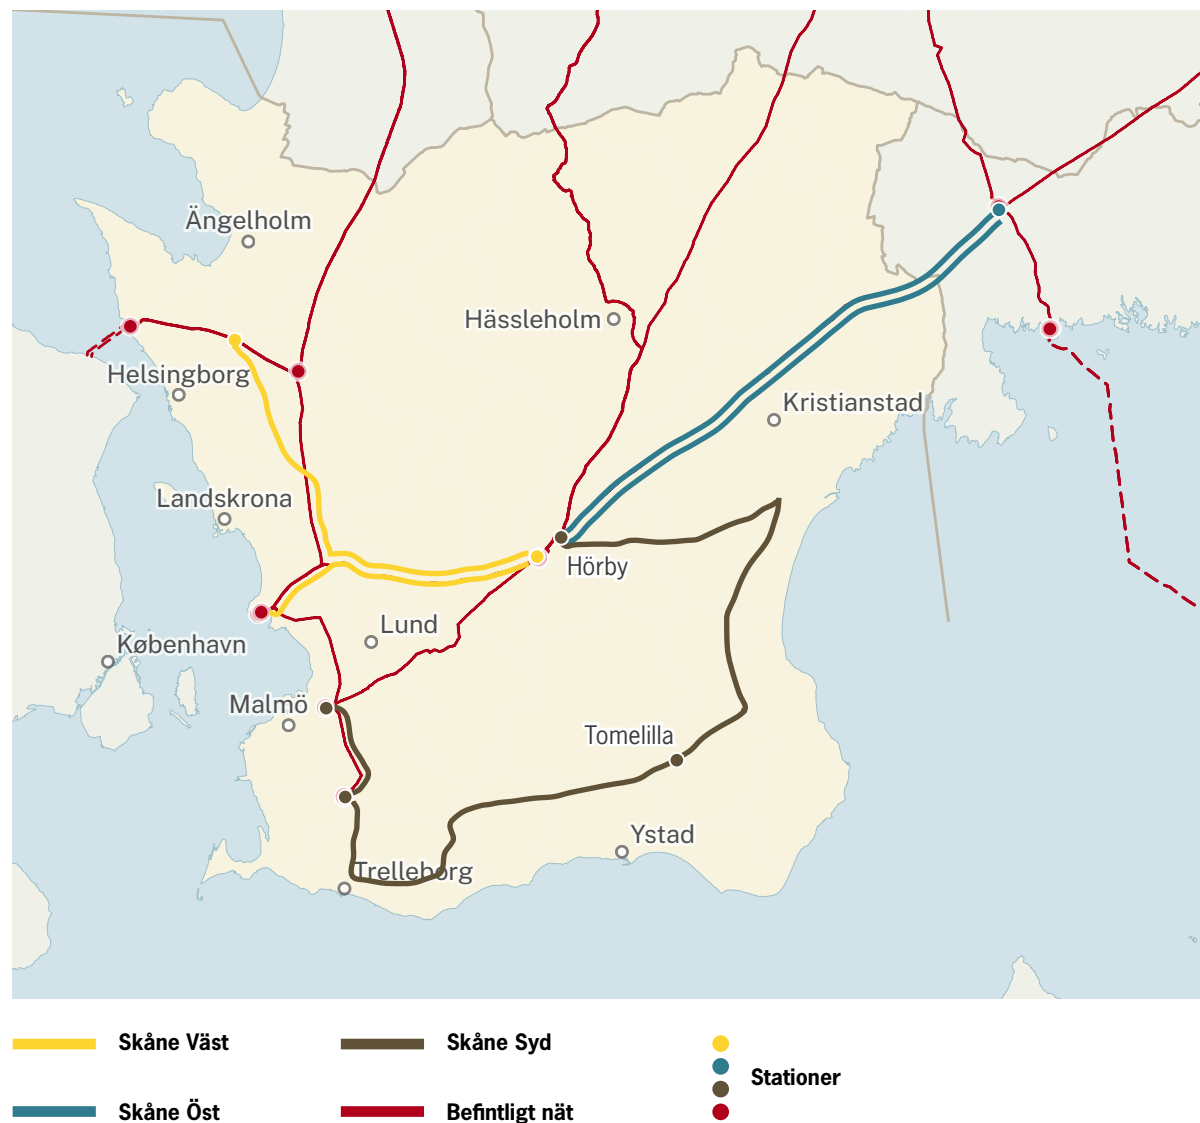 Ängelholm
Hässleholm
Helsingborg
Kristianstad
Landskrona
Hörby
Lund
København
Malmö
Tomelilla
Ystad
Trelleborg
Skåne Väst
Skåne Syd
Stationer
Skåne Öst
Befintligt nät